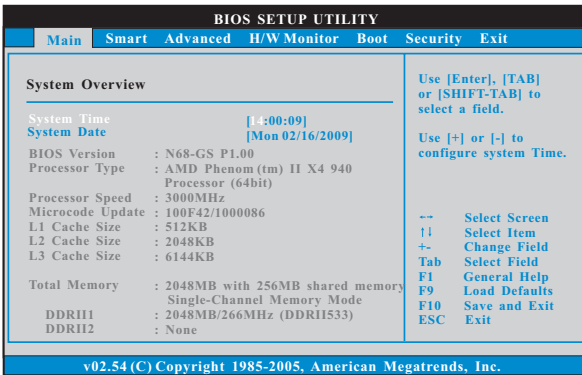 BIOS SETUP UTILITY
Main Smart Advanced H/W Monitor Boot Security Exit
System Overview
System Time [14:00:09]
System Date [Mon 02/16/2009]
BIOS Version : N68-GS P1.00
Processor Type : AMD Phenom (tm) II X4 940
Processor (64bit)
Processor Speed : 3000MHz
Microcode Update : 100F42/1000086
L1 Cache Size : 512KB
L2 Cache Size : 2048KB
L3 Cache Size : 6144KB
Total Memory : 2048MB with 256MB shared memory
Single-Channel Memory Mode
DDRII1 : 2048MB/266MHz (DDRII533)
DDRII2 : None
Use [Enter], [TAB]
or [SHIFT-TAB] to
select a field.
Use [+] or [-] to
configure system Time.
←→ Select Screen
↑↓ Select Item
+- Change Field
Tab Select Field
F1 General Help
F9 Load Defaults
F10 Save and Exit
ESC Exit
v02.54 (C) Copyright 1985-2005, American Megatrends, Inc.